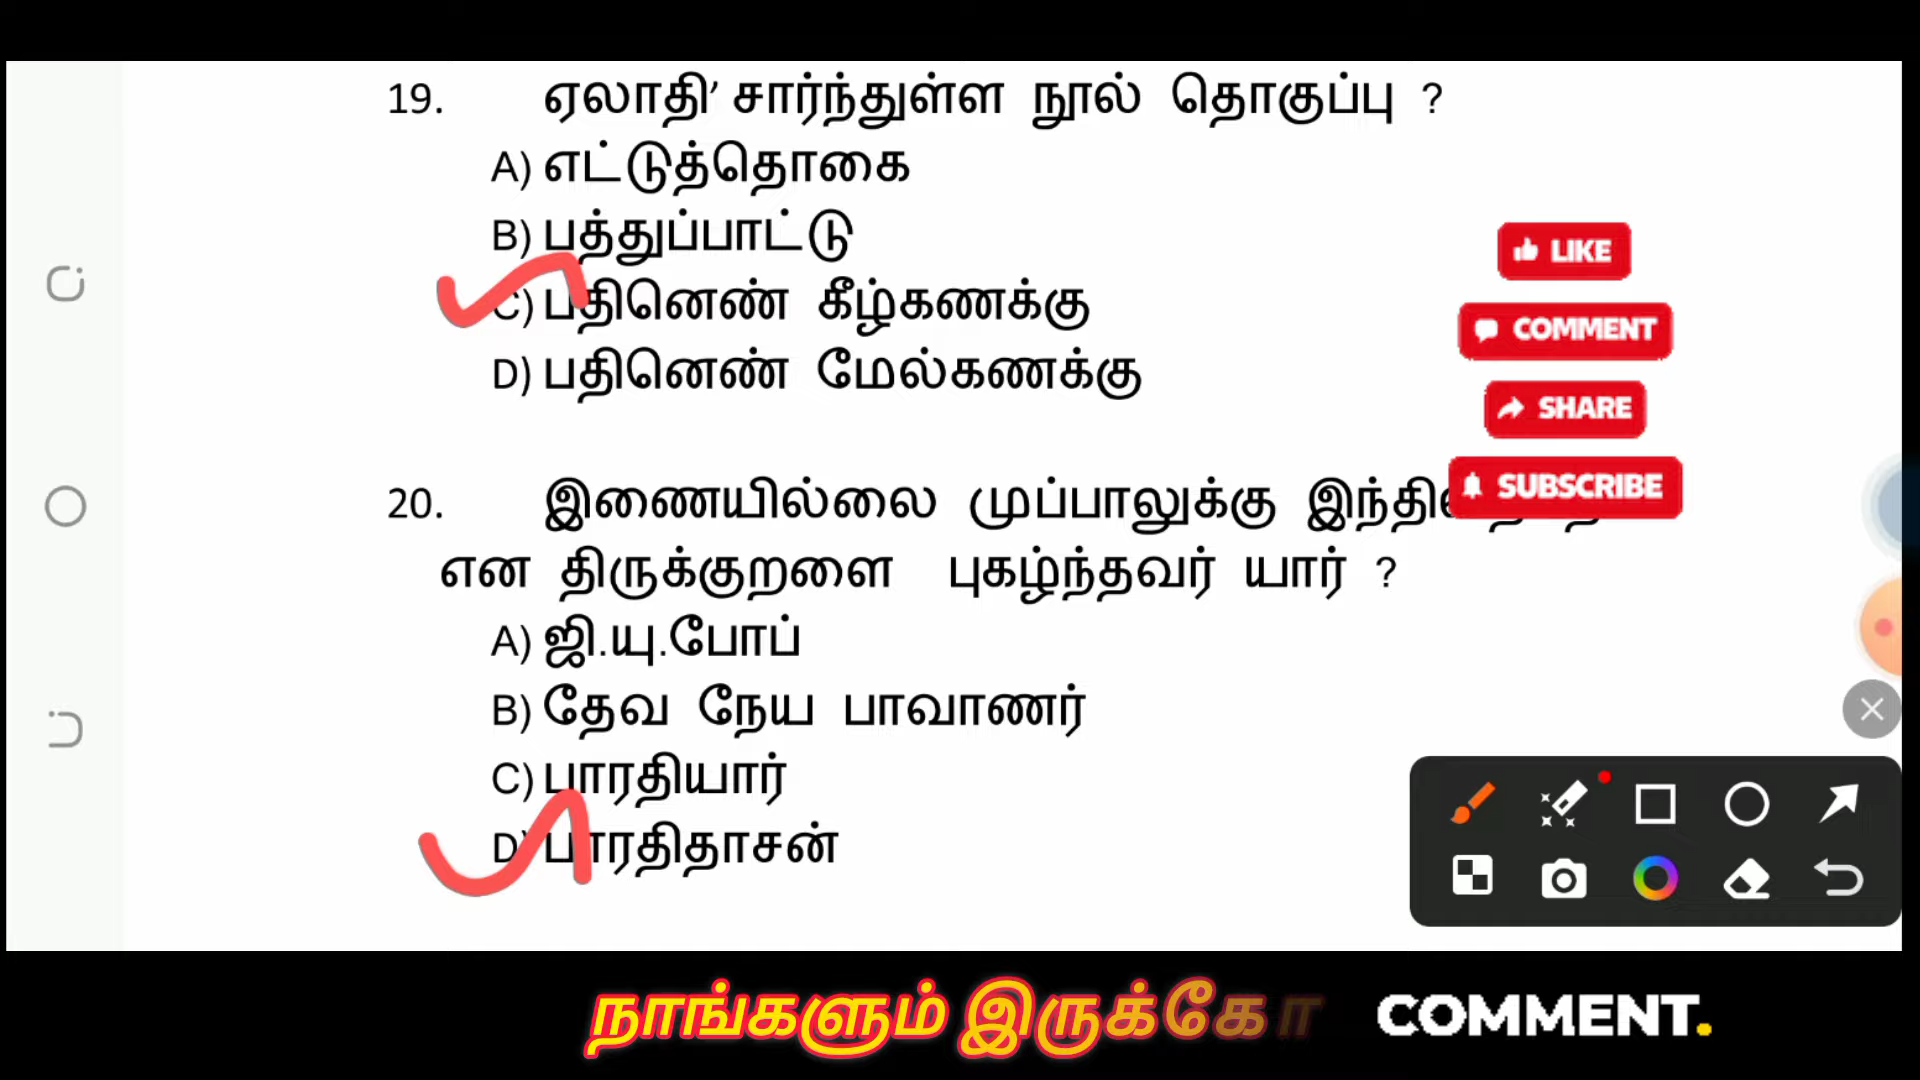 19. ஏலாதி’ சார்ந்துள்ள நூல் தொகுப்பு ?
A) எட்டுத்தொகை
B) பத்துப்பாட்டு
C) பதினெண் கீழ்கணக்கு
D) பதினெண் மேல்கணக்கு
20. இணையில்லை முப்பாலுக்கு
என திருக்குறளை புகழ்ந்தவர் யார் ?
A) ஜி.யு.போப்
B) தேவ நேய பாவாணர்
C) பாரதியார்
D) பாரதிதாசன்
LIKE
COMMENT
SHARE
SUBSCRIBE
நாங்களும் இருக்கோ
COMMENT.